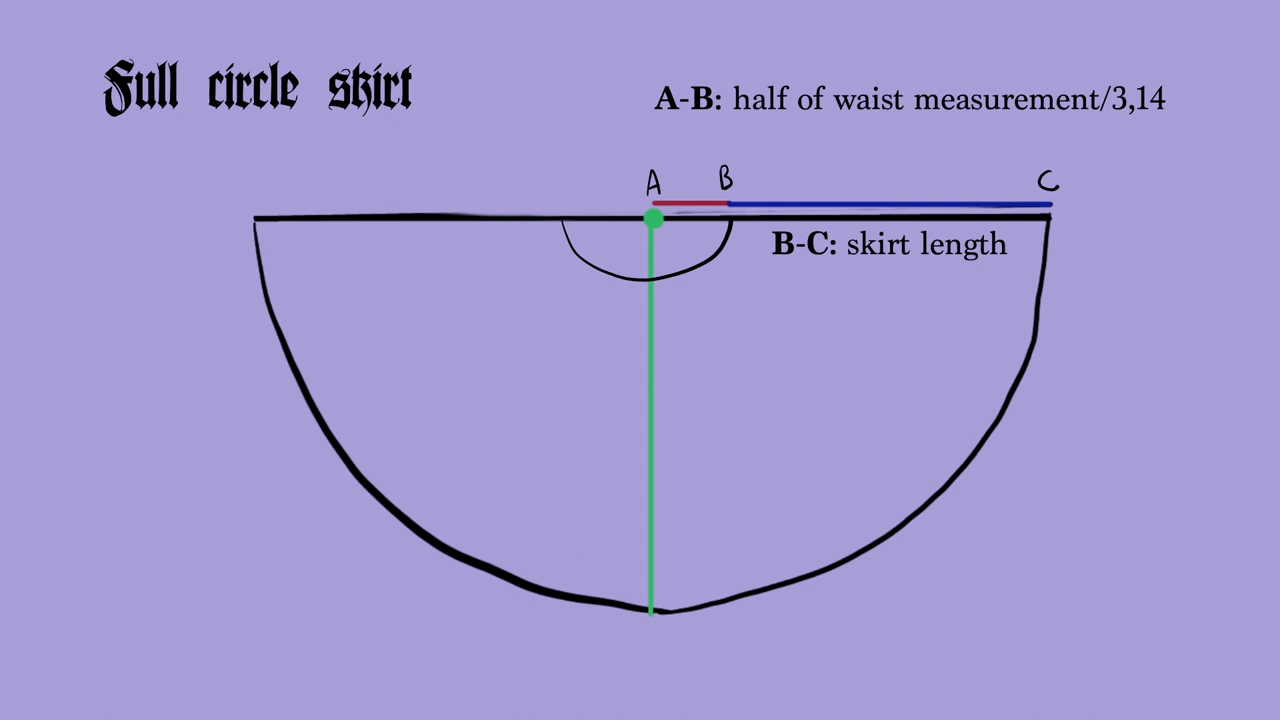 Full circle skirt
A-B: half of waist measurement/3,14
A B C
B-C: skirt length